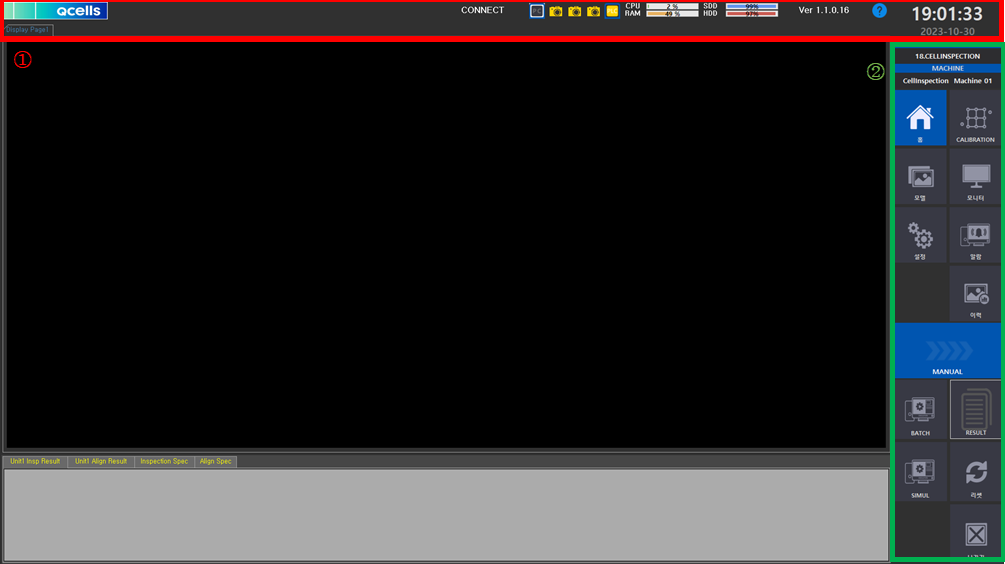 qcells
Display Page1
CONNECT
PC
CPU 2 %
RAM 49 %
SDD 99%
HDD 97%
Ver 1.1.0.16
?
19:01:33
2023-10-30
①
②
18.CELLINSPECTION
MACHINE
CellInspection Machine 01
홈
CALIBRATION
모델
모니터
설정
알람
이력
MANUAL
BATCH
RESULT
SIMUL
리셋
Unit1 Insp Result
Unit1 Align Result
Inspection Spec
Align Spec